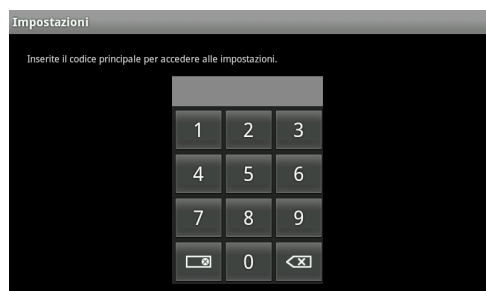 Impostazioni
Inserite il codice principale per accedere alle impostazioni.
1 2 3
4 5 6
7 8 9
0